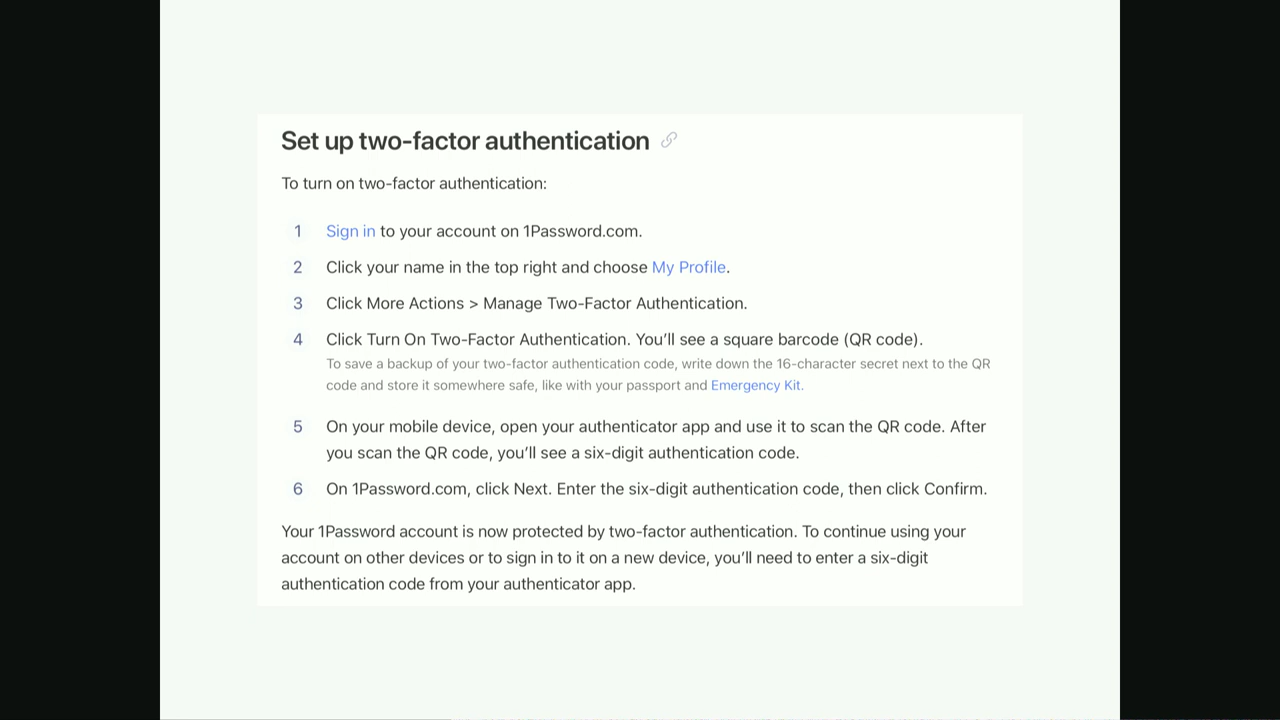 Set up two-factor authentication
To turn on two-factor authentication:
1 Sign in to your account on 1Password.com.
2 Click your name in the top right and choose My Profile.
3 Click More Actions > Manage Two-Factor Authentication.
4 Click Turn On Two-Factor Authentication. You’ll see a square barcode (QR code).
To save a backup of your two-factor authentication code, write down the 16-character secret next to the QR
code and store it somewhere safe, like with your passport and Emergency Kit.
5 On your mobile device, open your authenticator app and use it to scan the QR code. After
you scan the QR code, you’ll see a six-digit authentication code.
6 On 1Password.com, click Next. Enter the six-digit authentication code, then click Confirm.
Your 1Password account is now protected by two-factor authentication. To continue using your
account on other devices or to sign in to it on a new device, you’ll need to enter a six-digit
authentication code from your authenticator app.